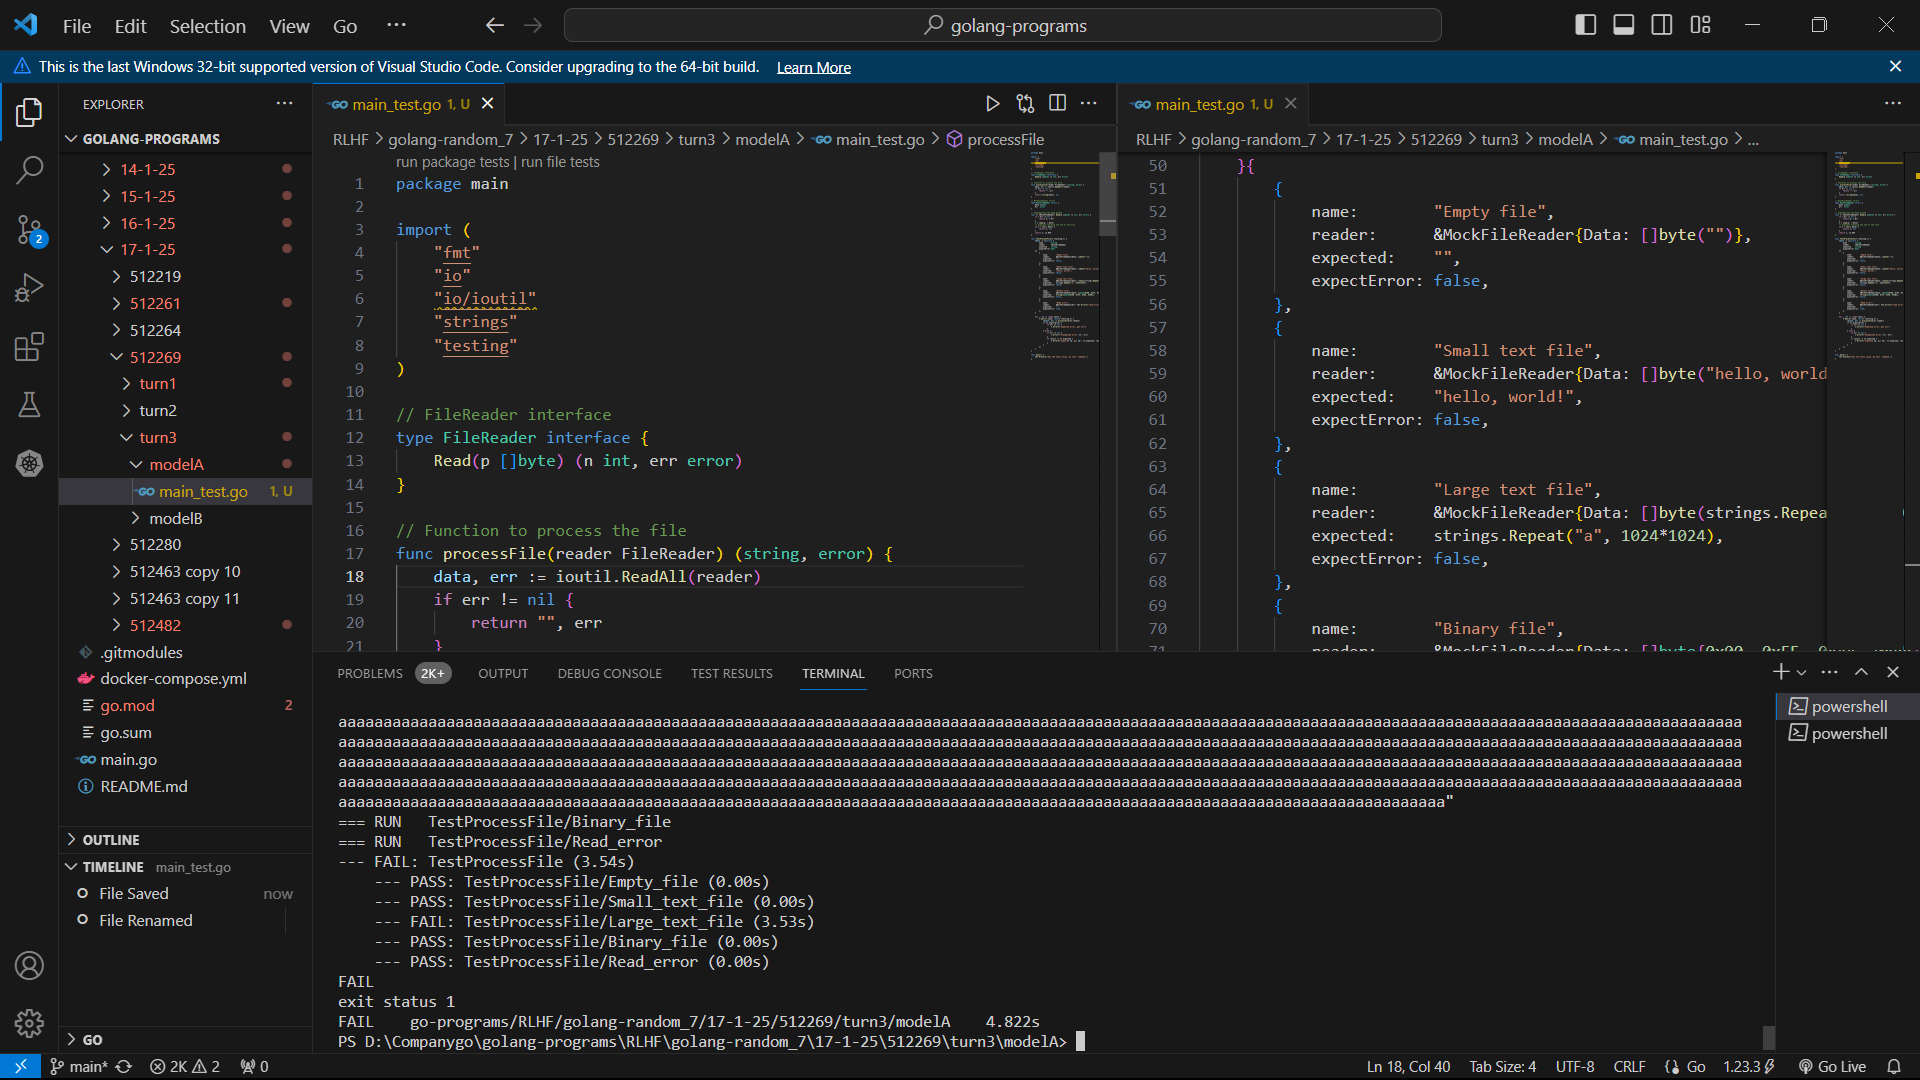 File Edit Selection View Go ··· golang-programs
This is the last Windows 32-bit supported version of Visual Studio Code. Consider upgrading to the 64-bit build. Learn More
EXPLORER ···
GOLANG-PROGRAMS
14-1-25
15-1-25
16-1-25
17-1-25
512219
512261
512264
512269
turn1
turn2
turn3
modelA
main_test.go 1, U
modelB
512280
512463 copy 10
512463 copy 11
512482
.gitmodules
docker-compose.yml
go.mod 2
go.sum
main.go
README.md
OUTLINE
TIMELINE main_test.go
File Saved now
File Renamed
GO
2
main_test.go 1, U
RLHF > golang-random_7 > 17-1-25 > 512269 > turn3 > modelA > main_test.go > processFile
run package tests | run file tests
1 package main
2
3 import (
4 "fmt"
5 "io"
6 "io/ioutil"
7 "strings"
8 "testing"
9 )
10
11 // FileReader interface
12 type FileReader interface {
13 Read(p []byte) (n int, err error)
14 }
15
16 // Function to process the file
17 func processFile(reader FileReader) (string, error) {
18 data, err := ioutil.ReadAll(reader)
19 if err != nil {
20 return "", err
21 }
main_test.go 1, U
RLHF > golang-random_7 > 17-1-25 > 512269 > turn3 > modelA > main_test.go > ...
50 }{
51 {
52 name: "Empty file",
53 reader: &MockFileReader{Data: []byte("")},
54 expected: "",
55 expectError: false,
56 },
57 {
58 name: "Small text file",
59 reader: &MockFileReader{Data: []byte("hello, world
60 expected: "hello, world!",
61 expectError: false,
62 },
63 {
64 name: "Large text file",
65 reader: &MockFileReader{Data: []byte(strings.Repea
66 expected: strings.Repeat("a", 1024*1024),
67 expectError: false,
68 },
69 {
70 name: "Binary file",
71 reader: &MockFileReader{Data: []byte{0x00, 0xFF,
PROBLEMS 2K+ OUTPUT DEBUG CONSOLE TEST RESULTS TERMINAL PORTS
powershell
powershell
=== RUN TestProcessFile/Binary_file
=== RUN TestProcessFile/Read_error
--- FAIL: TestProcessFile (3.54s)
--- PASS: TestProcessFile/Empty_file (0.00s)
--- PASS: TestProcessFile/Small_text_file (0.00s)
--- FAIL: TestProcessFile/Large_text_file (3.53s)
--- PASS: TestProcessFile/Binary_file (0.00s)
--- PASS: TestProcessFile/Read_error (0.00s)
FAIL
exit status 1
FAIL go-programs/RLHF/golang-random_7/17-1-25/512269/turn3/modelA 4.822s
PS D:\Companygo\golang-programs\RLHF\golang-random_7\17-1-25\512269\turn3\modelA>
main* 2K 2 0 Ln 18, Col 40 Tab Size: 4 UTF-8 CRLF {} Go 1.23.3 Go Live